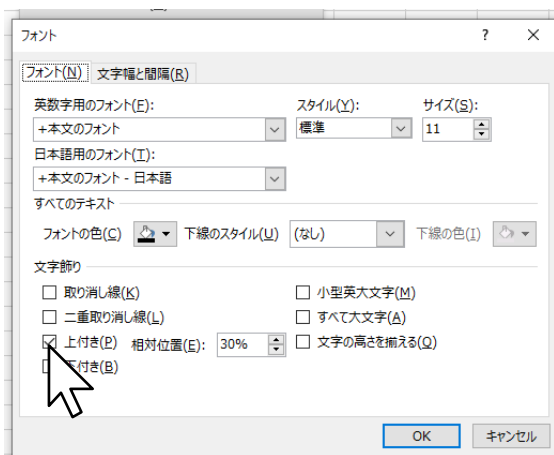 フォント ? ×
フォント(N) 文字幅と間隔(R)
英数字用のフォント(F): スタイル(Y): サイズ(S):
+本文のフォント 標準 11
日本語用のフォント(T):
+本文のフォント - 日本語
すべてのテキスト
フォントの色(C) 下線のスタイル(U) (なし) 下線の色(I)
文字飾り
取り消し線(K) 小型英大文字(M)
二重取り消し線(L) すべて大文字(A)
上付き(P) 相対位置(E): 30% 文字の高さを揃える(Q)
付き(B)
OK キャンセル